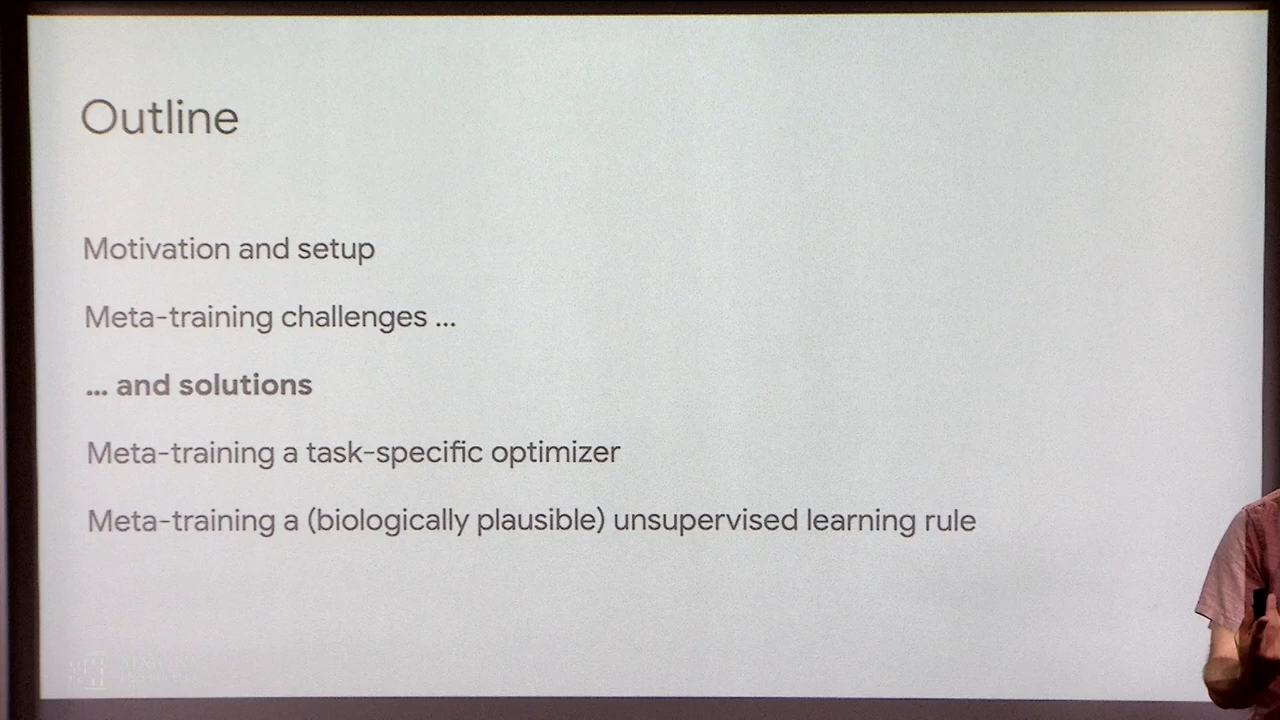 Outline
Motivation and setup
Meta-training challenges ...
... and solutions
Meta-training a task-specific optimizer
Meta-training a (biologically plausible) unsupervised learning rule